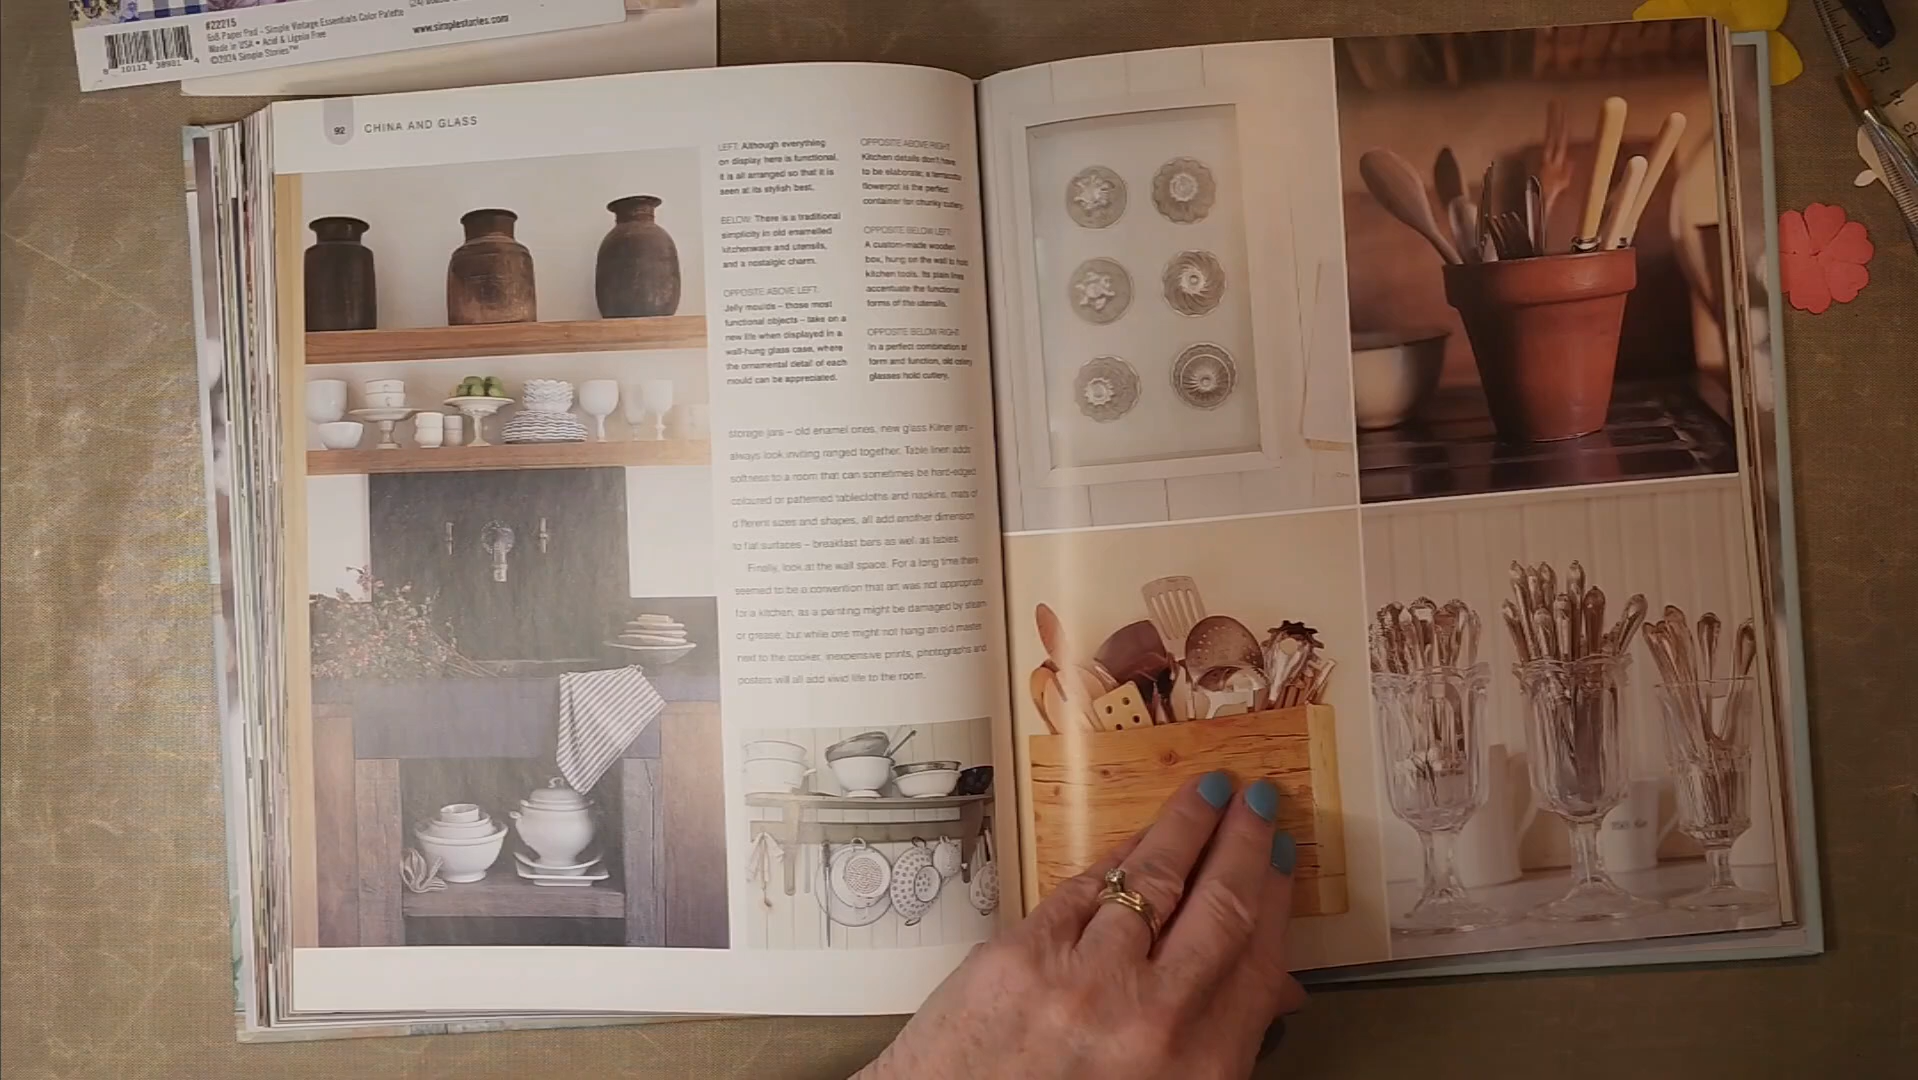 #22215
6x8 Paper Pad - Simple Vintage Essentials Color Palette
Made in USA • Acid & Lignin Free
©2024 Simple Stories™
www.simplestories.com
92
CHINA AND GLASS
LEFT: Although everything
on display here is functional,
it is all arranged so that it is
seen at its stylish best.
BELOW: There is a traditional
simplicity in old enamelled
kitchenware and utensils,
and a nostalgic charm.
OPPOSITE ABOVE LEFT:
Jelly moulds – those most
functional objects – take on a
new life when displayed in a
wall-hung glass case, where
the ornamental detail of each
mould can be appreciated.
OPPOSITE ABOVE RIGHT:
Kitchen details don't have
to be elaborate; a terracotta
flowerpot is the perfect
container for chunky cutlery.
OPPOSITE BELOW LEFT:
A custom-made wooden
box, hung on the wall to hold
kitchen tools. Its plain lines
accentuate the functional
forms of the utensils.
OPPOSITE BELOW RIGHT:
In a perfect combination of
form and function, old celery
glasses hold cutlery.
storage jars – old enamel ones, new glass Kilner jars –
always look inviting ranged together. Table linen adds
softness to a room that can sometimes be hard-edged
coloured or patterned tablecloths and napkins, mats of
different sizes and shapes, all add another dimension
to flat surfaces – breakfast bars as well as tables.
Finally, look at the wall space. For a long time there
seemed to be a convention that art was not appropriate
for a kitchen, as a painting might be damaged by steam
or grease; but while one might not hang an old master
next to the cooker, inexpensive prints, photographs and
posters will all add vivid life to the room.